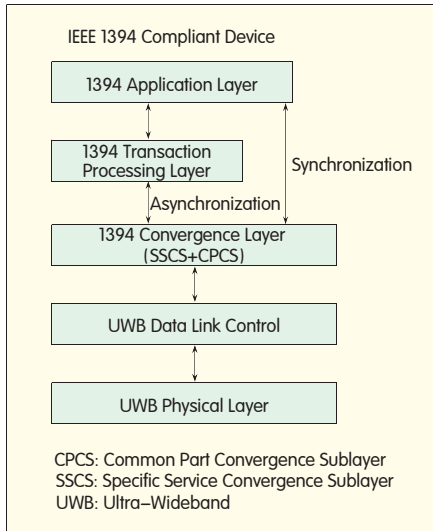 IEEE 1394 Compliant Device
1394 Application Layer
1394 Transaction
Processing Layer
Synchronization
Asynchronization
1394 Convergence Layer
(SSCS+CPCS)
UWB Data Link Control
UWB Physical Layer
CPCS: Common Part Convergence Sublayer
SSCS: Specific Service Convergence Sublayer
UWB: Ultra–Wideband